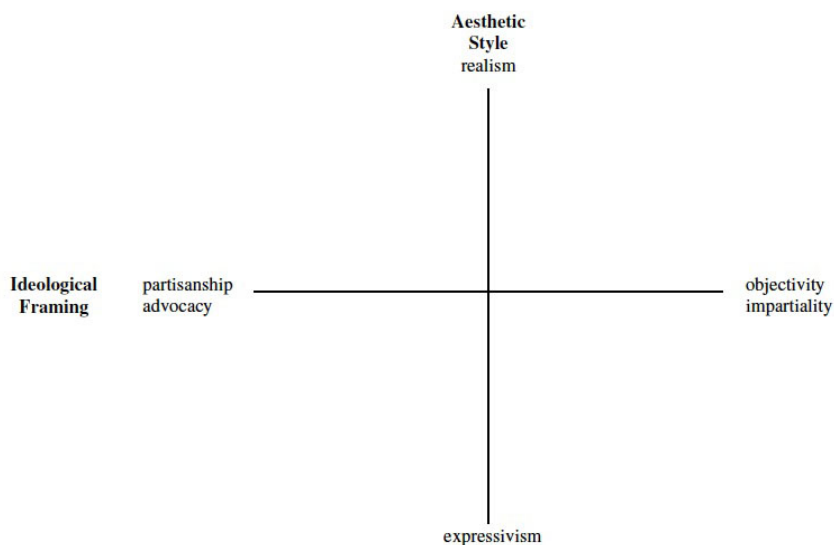 Aesthetic
Style
realism
Ideological
Framing
partisanship
advocacy
objectivity
impartiality
expressivism